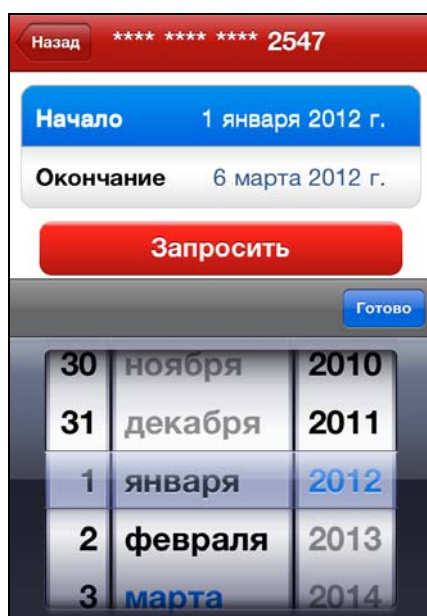 Назад **** **** **** 2547
Начало 1 января 2012 г.
Окончание 6 марта 2012 г.
Запросить
Готово
30 ноября 2010
31 декабря 2011
1 января 2012
2 февраля 2013
3 марта 2014